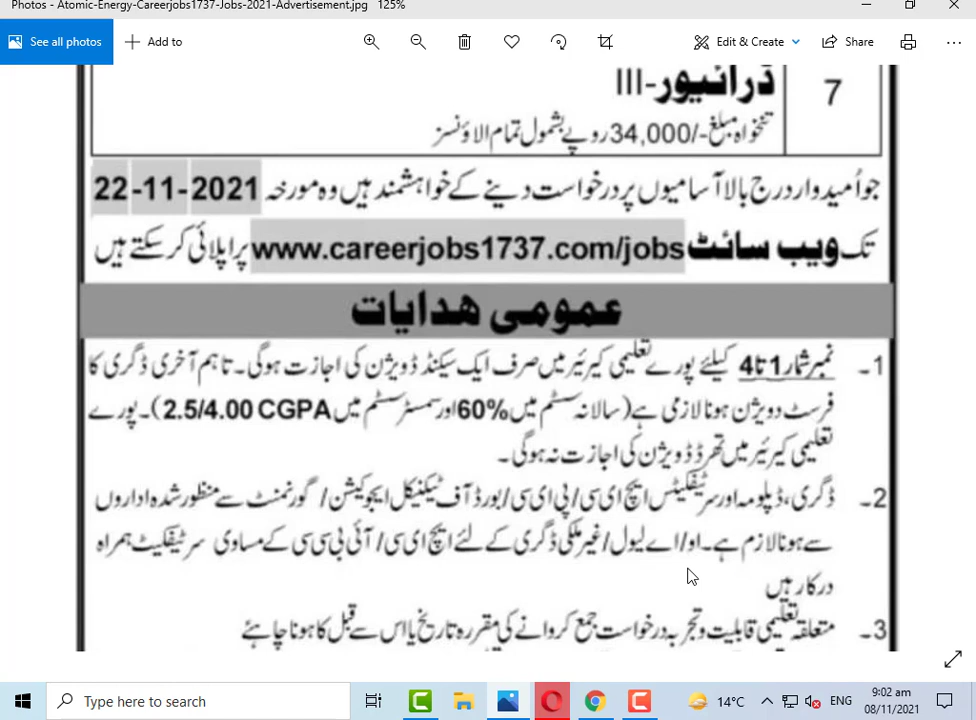 Photos - Atomic-Energy-Careerjobs1737-Jobs-2021-Advertisement.jpg 125%
See all photos
Add to
Edit & Create
Share
7
ڈرائیور-III
تنخواہ مبلغ -/34,000 روپے بشمول تمام الاؤنسز
جو اُمیدوار درج بالا آسامیوں پر درخواست دینے کے خواہشمند ہیں وہ مورخہ 22-11-2021
تک ویب سائٹ www.careerjobs1737.com/jobs پر اپلائی کر سکتے ہیں
عمومی ہدایات
1۔ نمبر شمار 1 تا 4 کیلئے پورے تعلیمی کیرئیر میں صرف ایک سیکنڈ ڈویژن کی اجازت ہوگی۔ تاہم آخری ڈگری کا
فرسٹ دویژن ہونا لازمی ہے (سالانہ سسٹم میں 60% اور سمسٹر سسٹم میں 2.5/4.00 CGPA)۔ پورے
تعلیمی کیرئیر میں تھرڈ ڈویژن کی اجازت نہ ہوگی۔
2۔ ڈگری، ڈپلومہ اور سرٹیفکیٹس ایچ ای سی/پی ای سی/بورڈ آف ٹیکنیکل ایجوکیشن/گورنمنٹ سے منظور شدہ اداروں
سے ہونا لازم ہے۔ او/اے لیول/غیر ملکی ڈگری کے لئے ایچ ای سی/آئی بی سی سی کے مساوی سرٹیفکیٹ ہمراہ
درکار ہیں
3۔ متعلقہ تعلیمی قابلیت و تجربہ درخواست جمع کروانے کی مقررہ تاریخ یا اس سے قبل کا ہونا چاہئے
Type here to search
14°C
ENG
9:02 am
08/11/2021